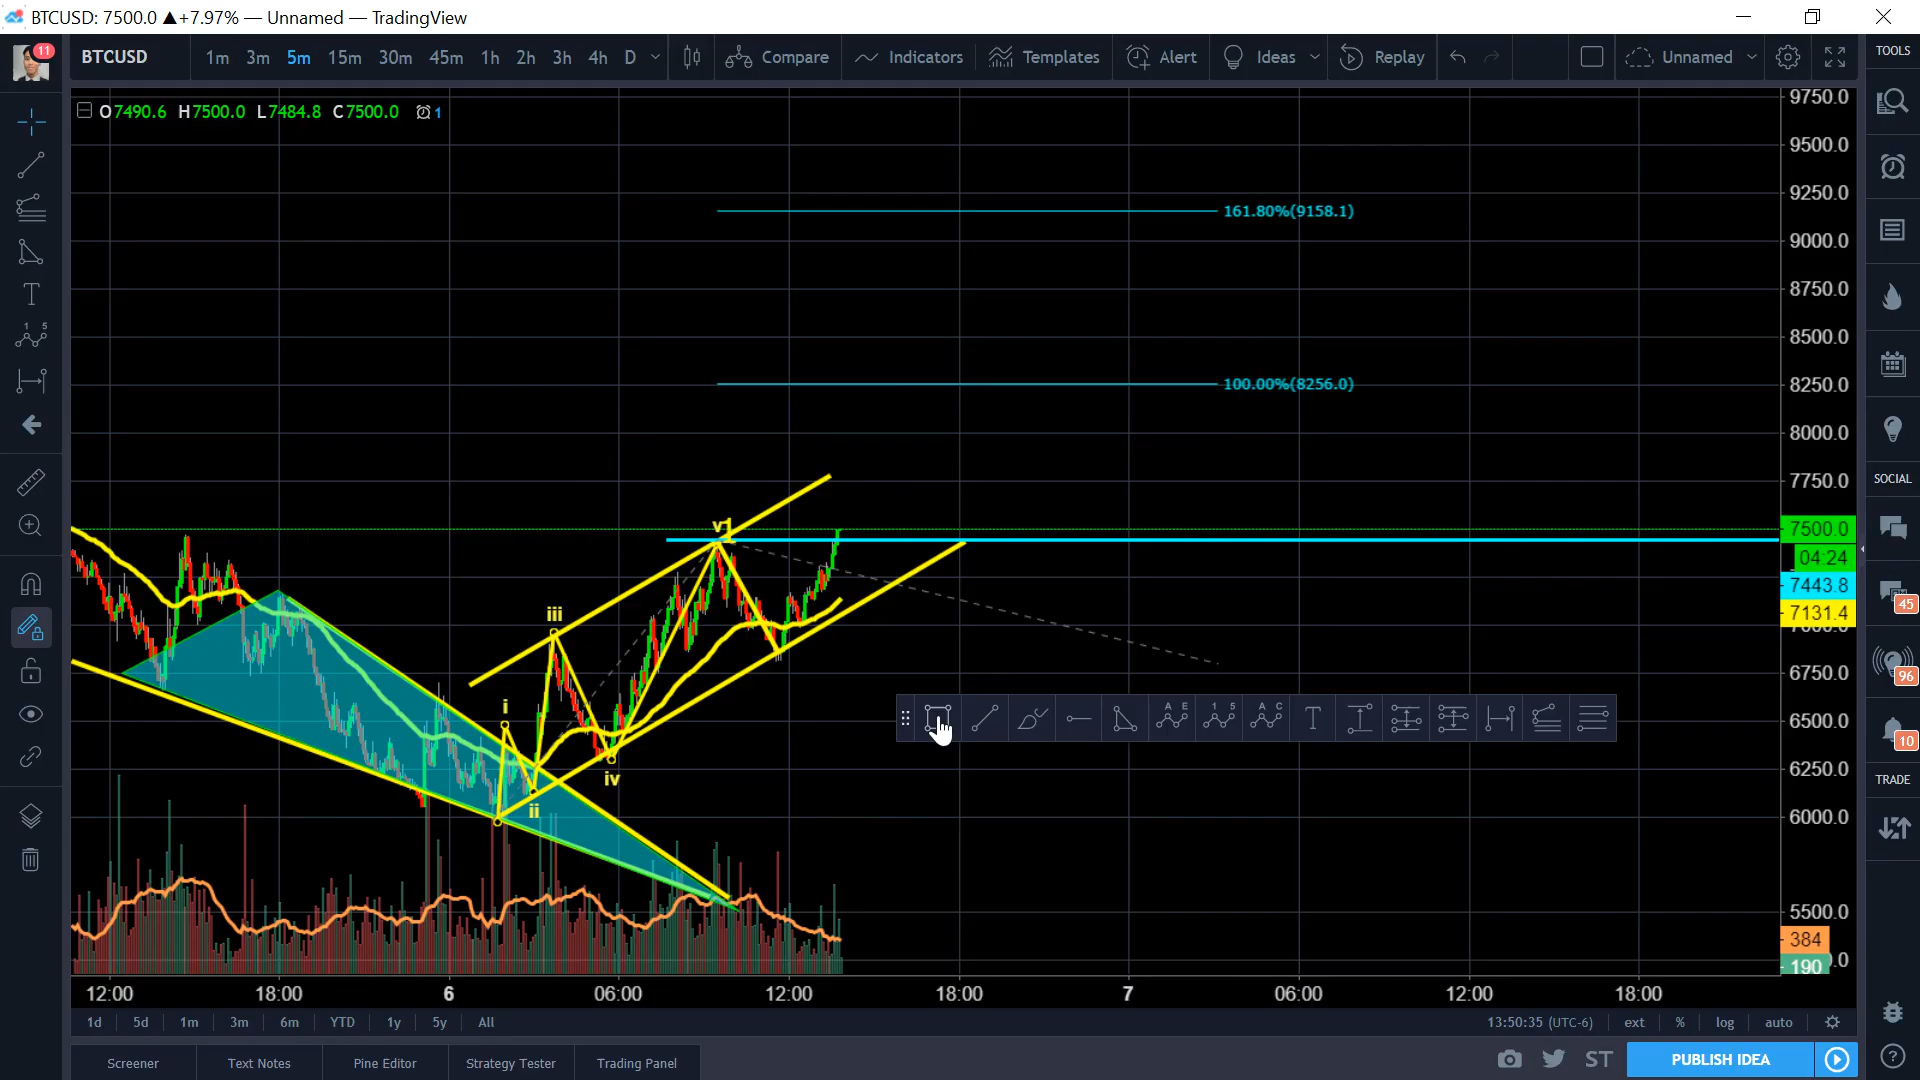 BTCUSD: 7500.0 ▲+7.97% — Unnamed — TradingView
11
BTCUSD 1m 3m 5m 15m 30m 45m 1h 2h 3h 4h D Compare Indicators Templates Alert Ideas Replay Unnamed
TOOLS
O7490.6 H7500.0 L7484.8 C7500.0 1
9750.0
9500.0
9250.0
161.80%(9158.1)
9000.0
8750.0
8500.0
100.00%(8256.0)
8250.0
8000.0
7750.0
SOCIAL
v1
7500.0
04:24
7443.8
7131.4
iii
45
6750.0
96
i
6500.0
A E 1 5 A C T
10
iv
6250.0
TRADE
ii
6000.0
5500.0
384
190
12:00 18:00 6 06:00 12:00 18:00 7 06:00 12:00 18:00
1d 5d 1m 3m 6m YTD 1y 5y All 13:50:35 (UTC-6) ext % log auto
Screener Text Notes Pine Editor Strategy Tester Trading Panel ST PUBLISH IDEA